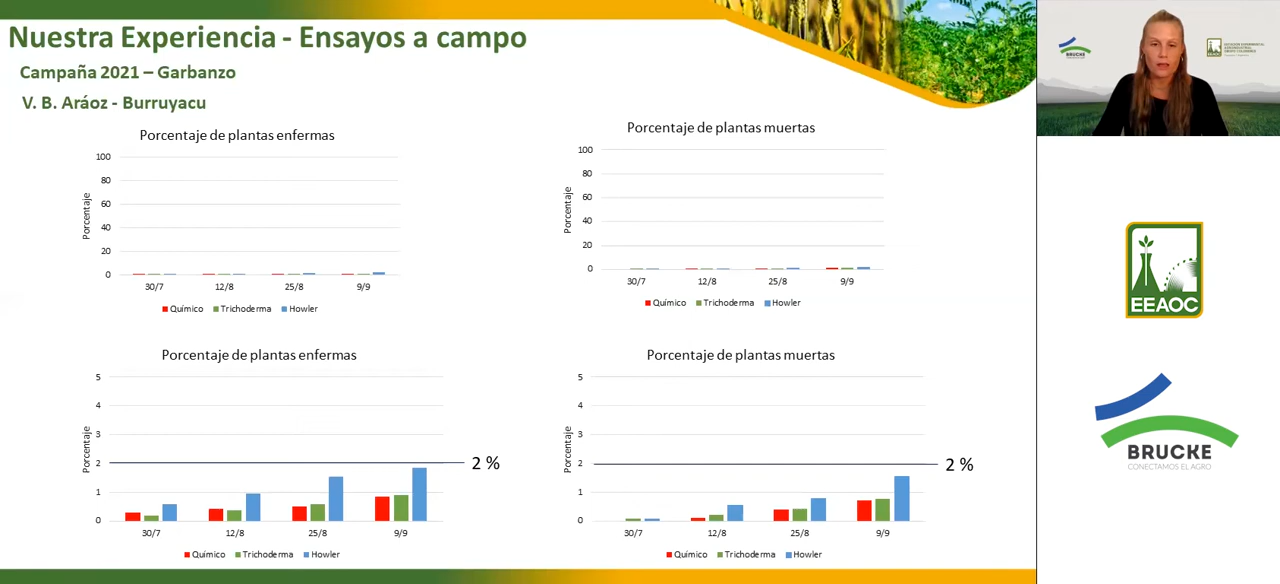 Nuestra Experiencia - Ensayos a campo
Campaña 2021 – Garbanzo
V. B. Aráoz - Burruyacu
Porcentaje de plantas enfermas
100
80
60
40
20
0
Porcentaje
30/7 12/8 25/8 9/9
Químico Trichoderma Howler
Porcentaje de plantas muertas
100
80
60
40
20
0
Porcentaje
30/7 12/8 25/8 9/9
Químico Trichoderma Howler
Porcentaje de plantas enfermas
5
4
3
2
1
0
Porcentaje
2 %
30/7 12/8 25/8 9/9
Químico Trichoderma Howler
Porcentaje de plantas muertas
5
4
3
2
1
0
Porcentaje
2 %
30/7 12/8 25/8 9/9
Químico Trichoderma Howler
BRUCKE
EEAOC
BRUCKE
CONECTAMOS EL AGRO